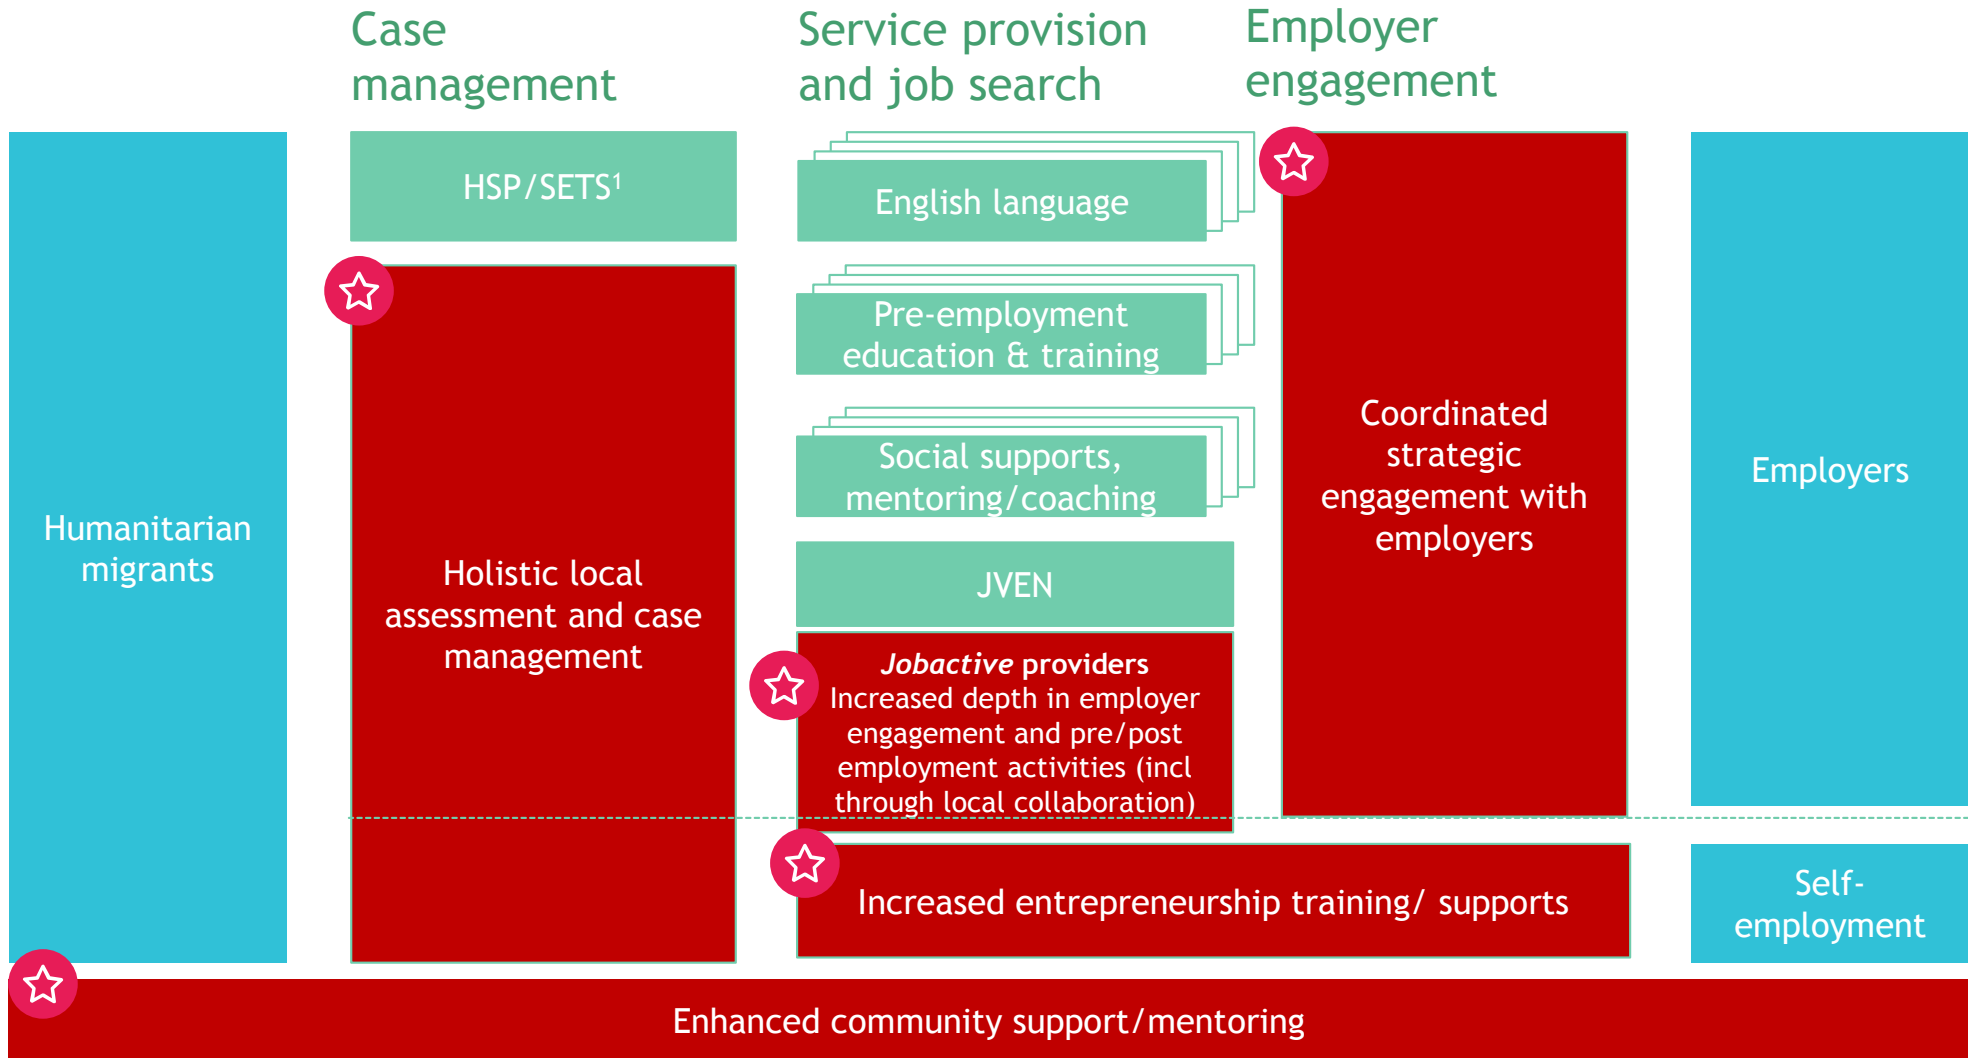 Case
management
Service provision
and job search
Employer
engagement
Humanitarian
migrants
HSP/SETS¹
Holistic local
assessment and case
management
English language
Pre-employment
education & training
Social supports,
mentoring/coaching
JVEN
Jobactive providers
Increased depth in employer
engagement and pre/post
employment activities (incl
through local collaboration)
Coordinated
strategic
engagement with
employers
Employers
Increased entrepreneurship training/ supports
Self-
employment
Enhanced community support/mentoring